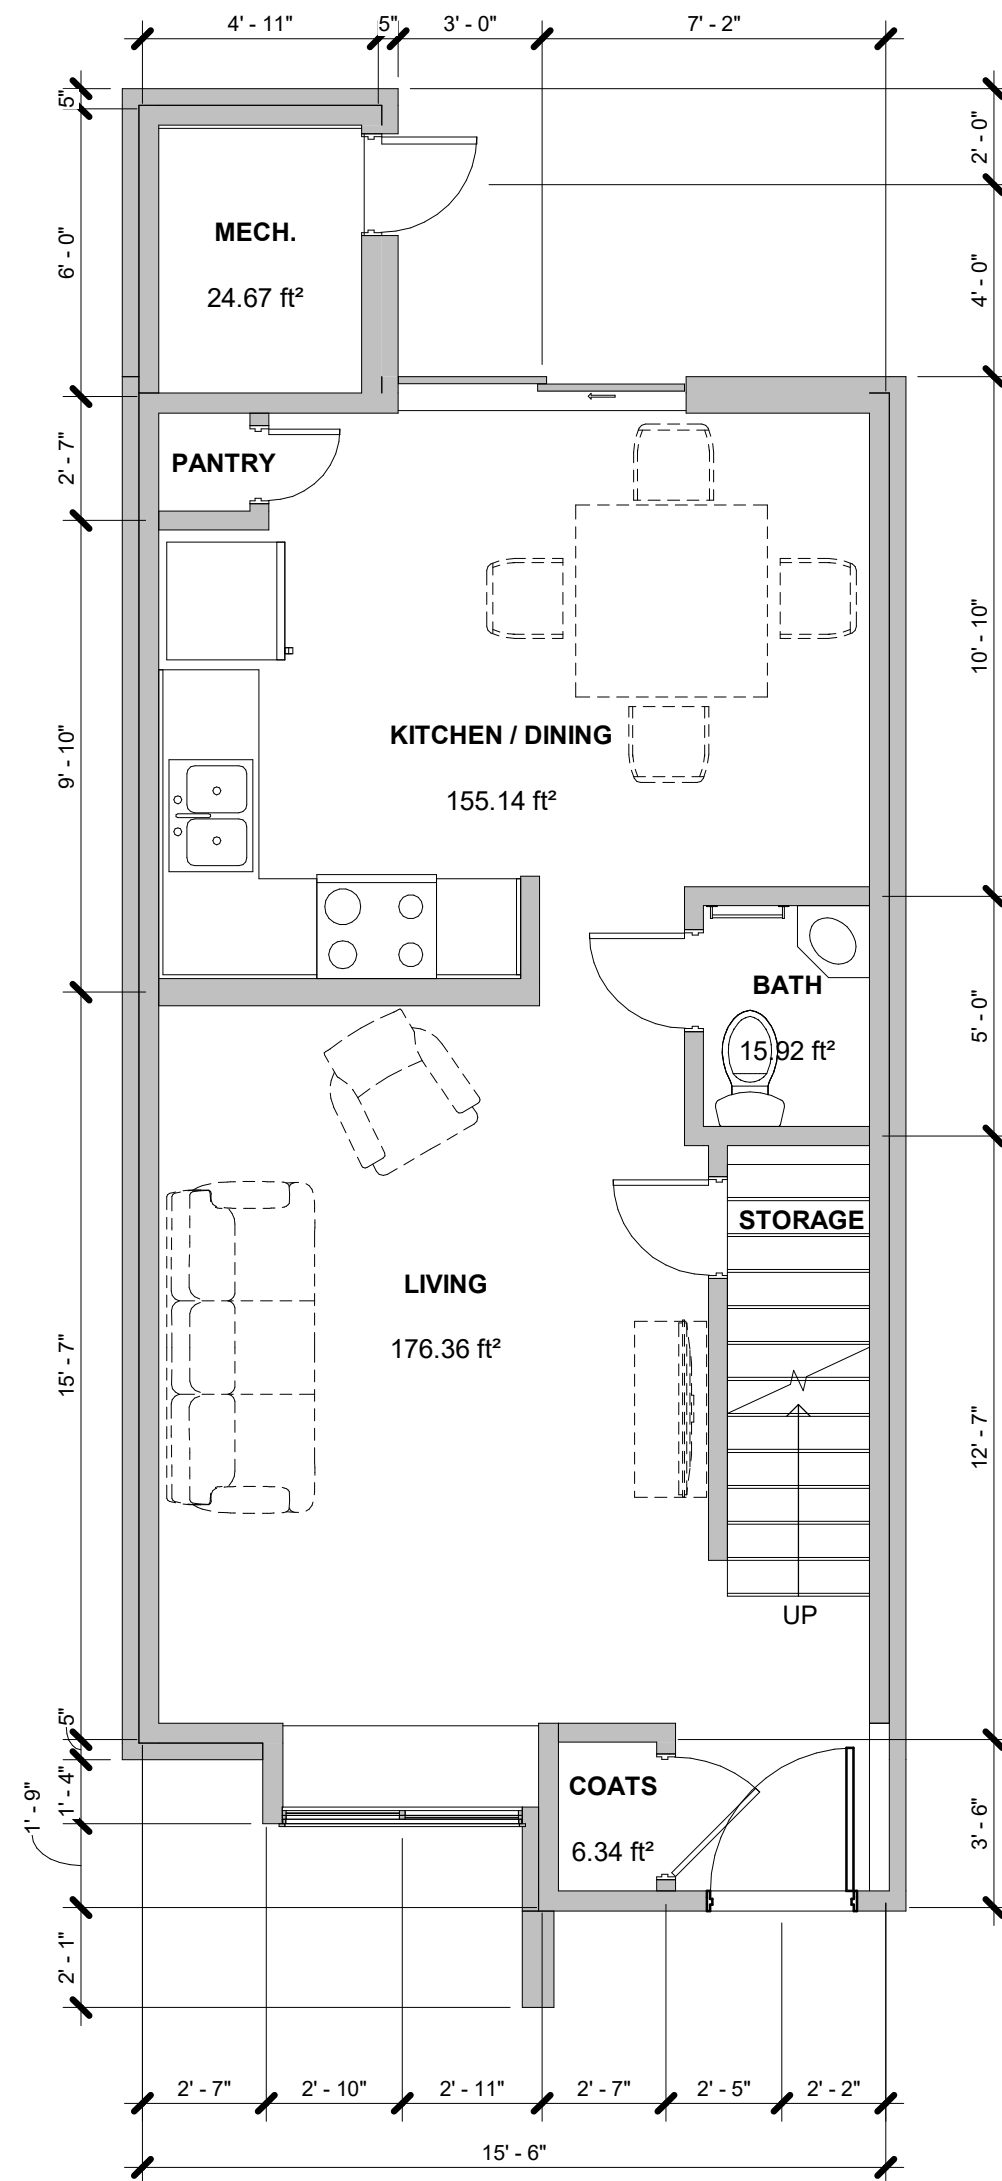 4' - 11"
5"
3' - 0"
7' - 2"
5"
2' - 0"
6' - 0"
MECH.
24.67 ft²
4' - 0"
2' - 7"
PANTRY
10' - 10"
9' - 10"
KITCHEN / DINING
155.14 ft²
BATH
15.92 ft²
5' - 0"
STORAGE
LIVING
176.36 ft²
15' - 7"
12' - 7"
UP
5"
COATS
6.34 ft²
1' - 4"
1' - 9"
3' - 6"
2' - 1"
2' - 7"
2' - 10"
2' - 11"
2' - 7"
2' - 5"
2' - 2"
15' - 6"